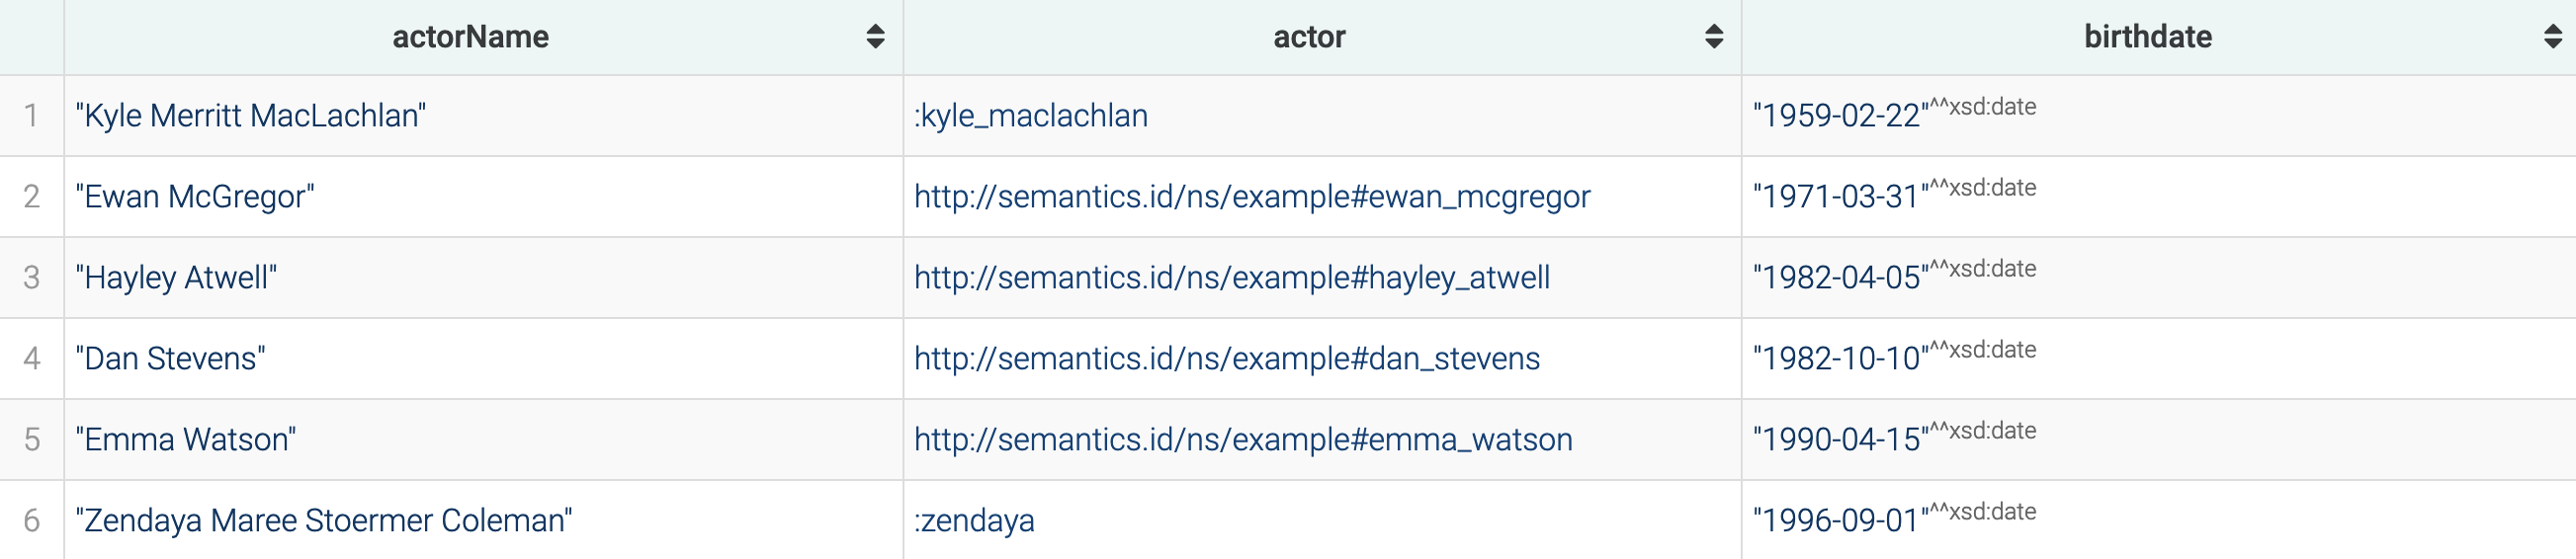 actorName actor birthdate
1 "Kyle Merritt MacLachlan" :kyle_maclachlan "1959-02-22"^^xsd:date
2 "Ewan McGregor" http://semantics.id/ns/example#ewan_mcgregor "1971-03-31"^^xsd:date
3 "Hayley Atwell" http://semantics.id/ns/example#hayley_atwell "1982-04-05"^^xsd:date
4 "Dan Stevens" http://semantics.id/ns/example#dan_stevens "1982-10-10"^^xsd:date
5 "Emma Watson" http://semantics.id/ns/example#emma_watson "1990-04-15"^^xsd:date
6 "Zendaya Maree Stoermer Coleman" :zendaya "1996-09-01"^^xsd:date